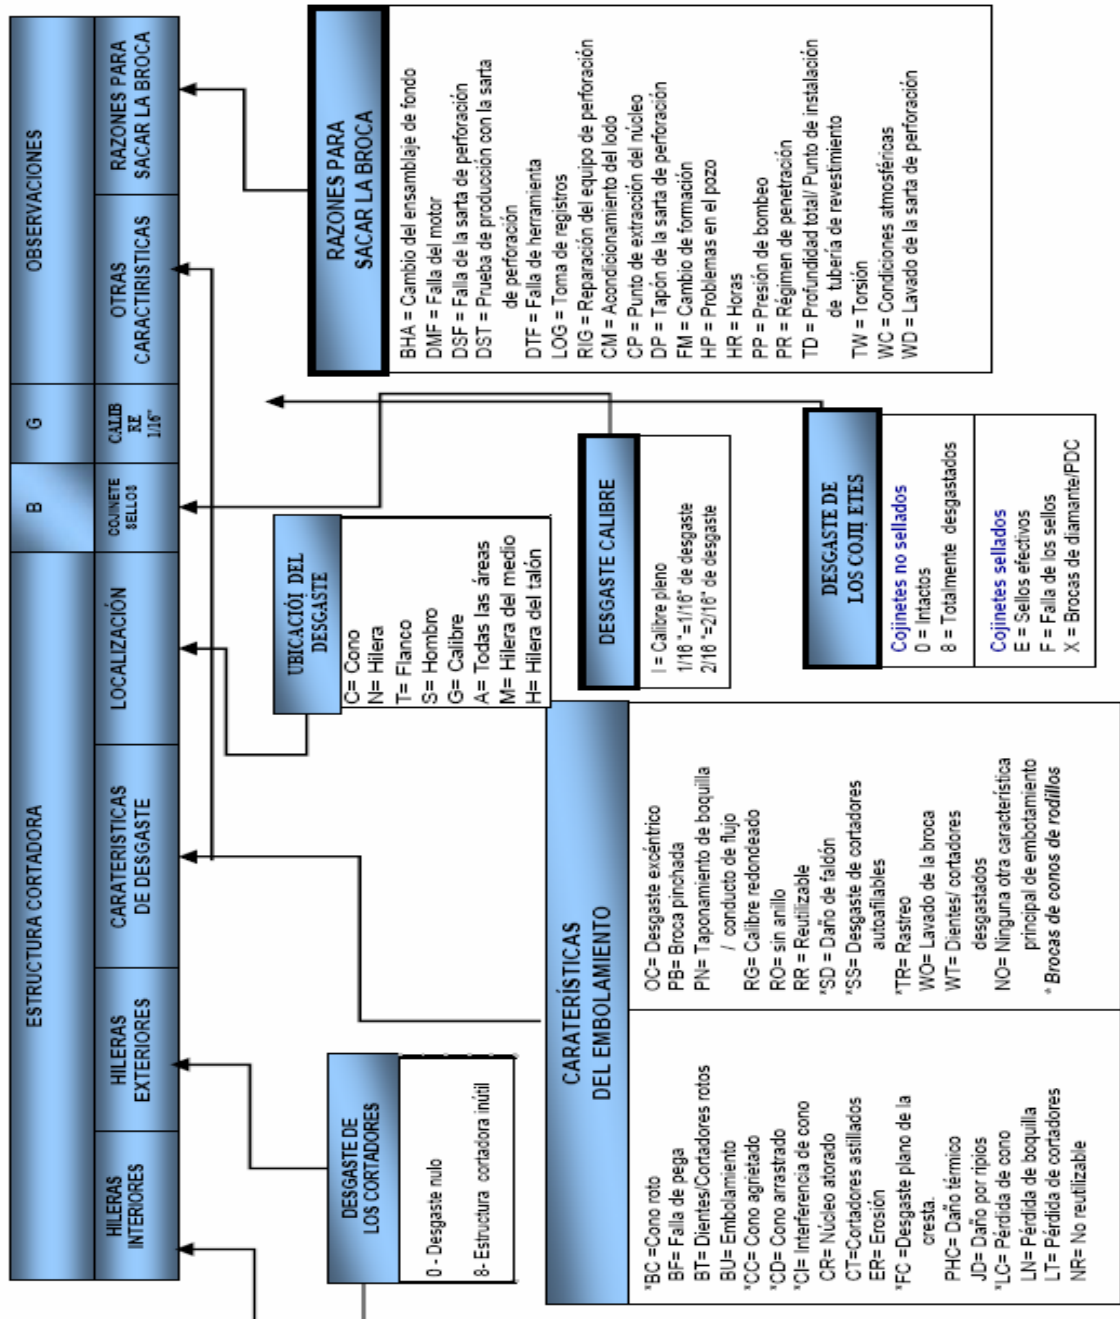 ESTRUCTURA CORTADORA
B
G
OBSERVACIONES
HILERAS
INTERIORES
HILERAS
EXTERIORES
CARATERISTICAS
DE DESGASTE
LOCALIZACIÓN
COJINETE
SELLOS
CALIB
RE
1/16"
OTRAS
CARACTIRISTICAS
RAZONES PARA
SACAR LA BROCA
DESGASTE DE
LOS CORTADORES
0 - Desgaste nulo
8- Estructura cortadora inútil
UBICACIÓI DEL
DESGASTE
C= Cono
N= Hilera
T= Flanco
S= Hombro
G= Calibre
A= Todas las áreas
M= Hilera del medio
H= Hilera del talón
RAZONES PARA
SACAR LA BROCA
BHA = Cambio del ensamblaje de fondo
DMF = Falla del motor
DSF = Falla de la sarta de perforación
DST = Prueba de producción con la sarta
de perforación
DTF = Falla de herramienta
LOG = Toma de registros
RIG = Reparación del equipo de perforación
CM = Acondicionamiento del lodo
CP = Punto de extracción del núcleo
DP = Tapón de la sarta de perforación
FM = Cambio de formación
HP = Problemas en el pozo
HR = Horas
PP = Presión de bombeo
PR = Régimen de penetración
TD = Profundidad total/ Punto de instalación
de tubería de revestimiento
TW = Torsión
WC = Condiciones atmosféricas
WD = Lavado de la sarta de perforación
CARATERÍSTICAS
DEL EMBOLAMIENTO
*BC =Cono roto
BF= Falla de pega
BT = Dientes/Cortadores rotos
BU= Embolamiento
*CC= Cono agrietado
*CD= Cono arrastrado
*CI= Interferencia de cono
CR= Núcleo atorado
CT=Cortadores astillados
ER= Erosión
*FC =Desgaste plano de la
cresta.
PHC= Daño térmico
JD= Daño por ripios
*LC= Pérdida de cono
LN= Pérdida de boquilla
LT= Pérdida de cortadores
NR= No reutilizable
OC= Desgaste excéntrico
PB= Broca pinchada
PN= Taponamiento de boquilla
/ conducto de flujo
RG= Calibre redondeado
RO= sin anillo
RR = Reutilizable
*SD = Daño de faldón
*SS= Desgaste de cortadores
autoafilables
*TR= Rastreo
WO= Lavado de la broca
WT= Dientes/ cortadores
desgastados
NO= Ninguna otra característica
principal de embotamiento
* Brocas de conos de rodillos
DESGASTE CALIBRE
I = Calibre pleno
1/16 "=1/16" de desgaste
2/16 "=2/16" de desgaste
DESGASTE DE
LOS COJIJ ETES
Cojinetes no sellados
0 = Intactos
8 = Totalmente desgastados
Cojinetes sellados
E = Sellos efectivos
F = Falla de los sellos
X = Brocas de diamante/PDC